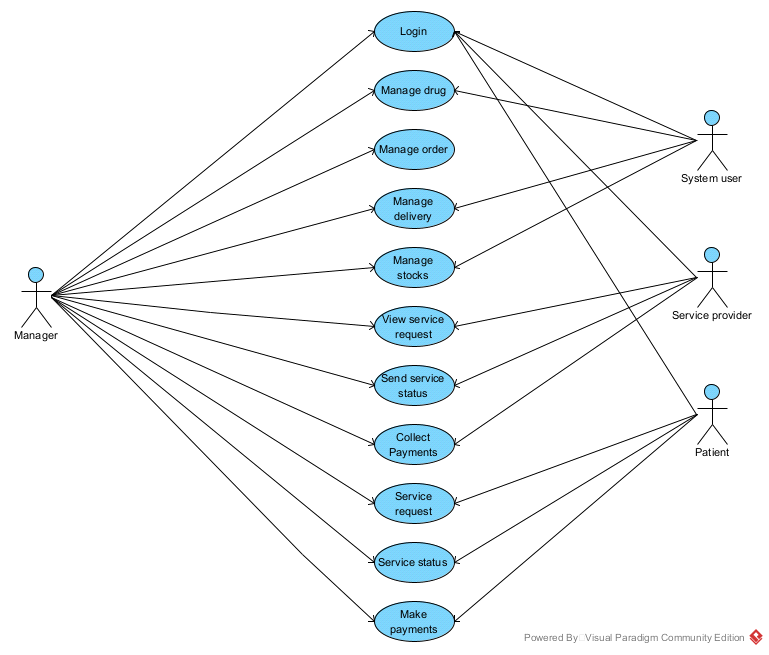 Login
Manage drug
Manage order
Manage
delivery
Manage
stocks
View service
request
Send service
status
Collect
Payments
Service
request
Service status
Make
payments
Manager
System user
Service provider
Patient
Powered By Visual Paradigm Community Edition